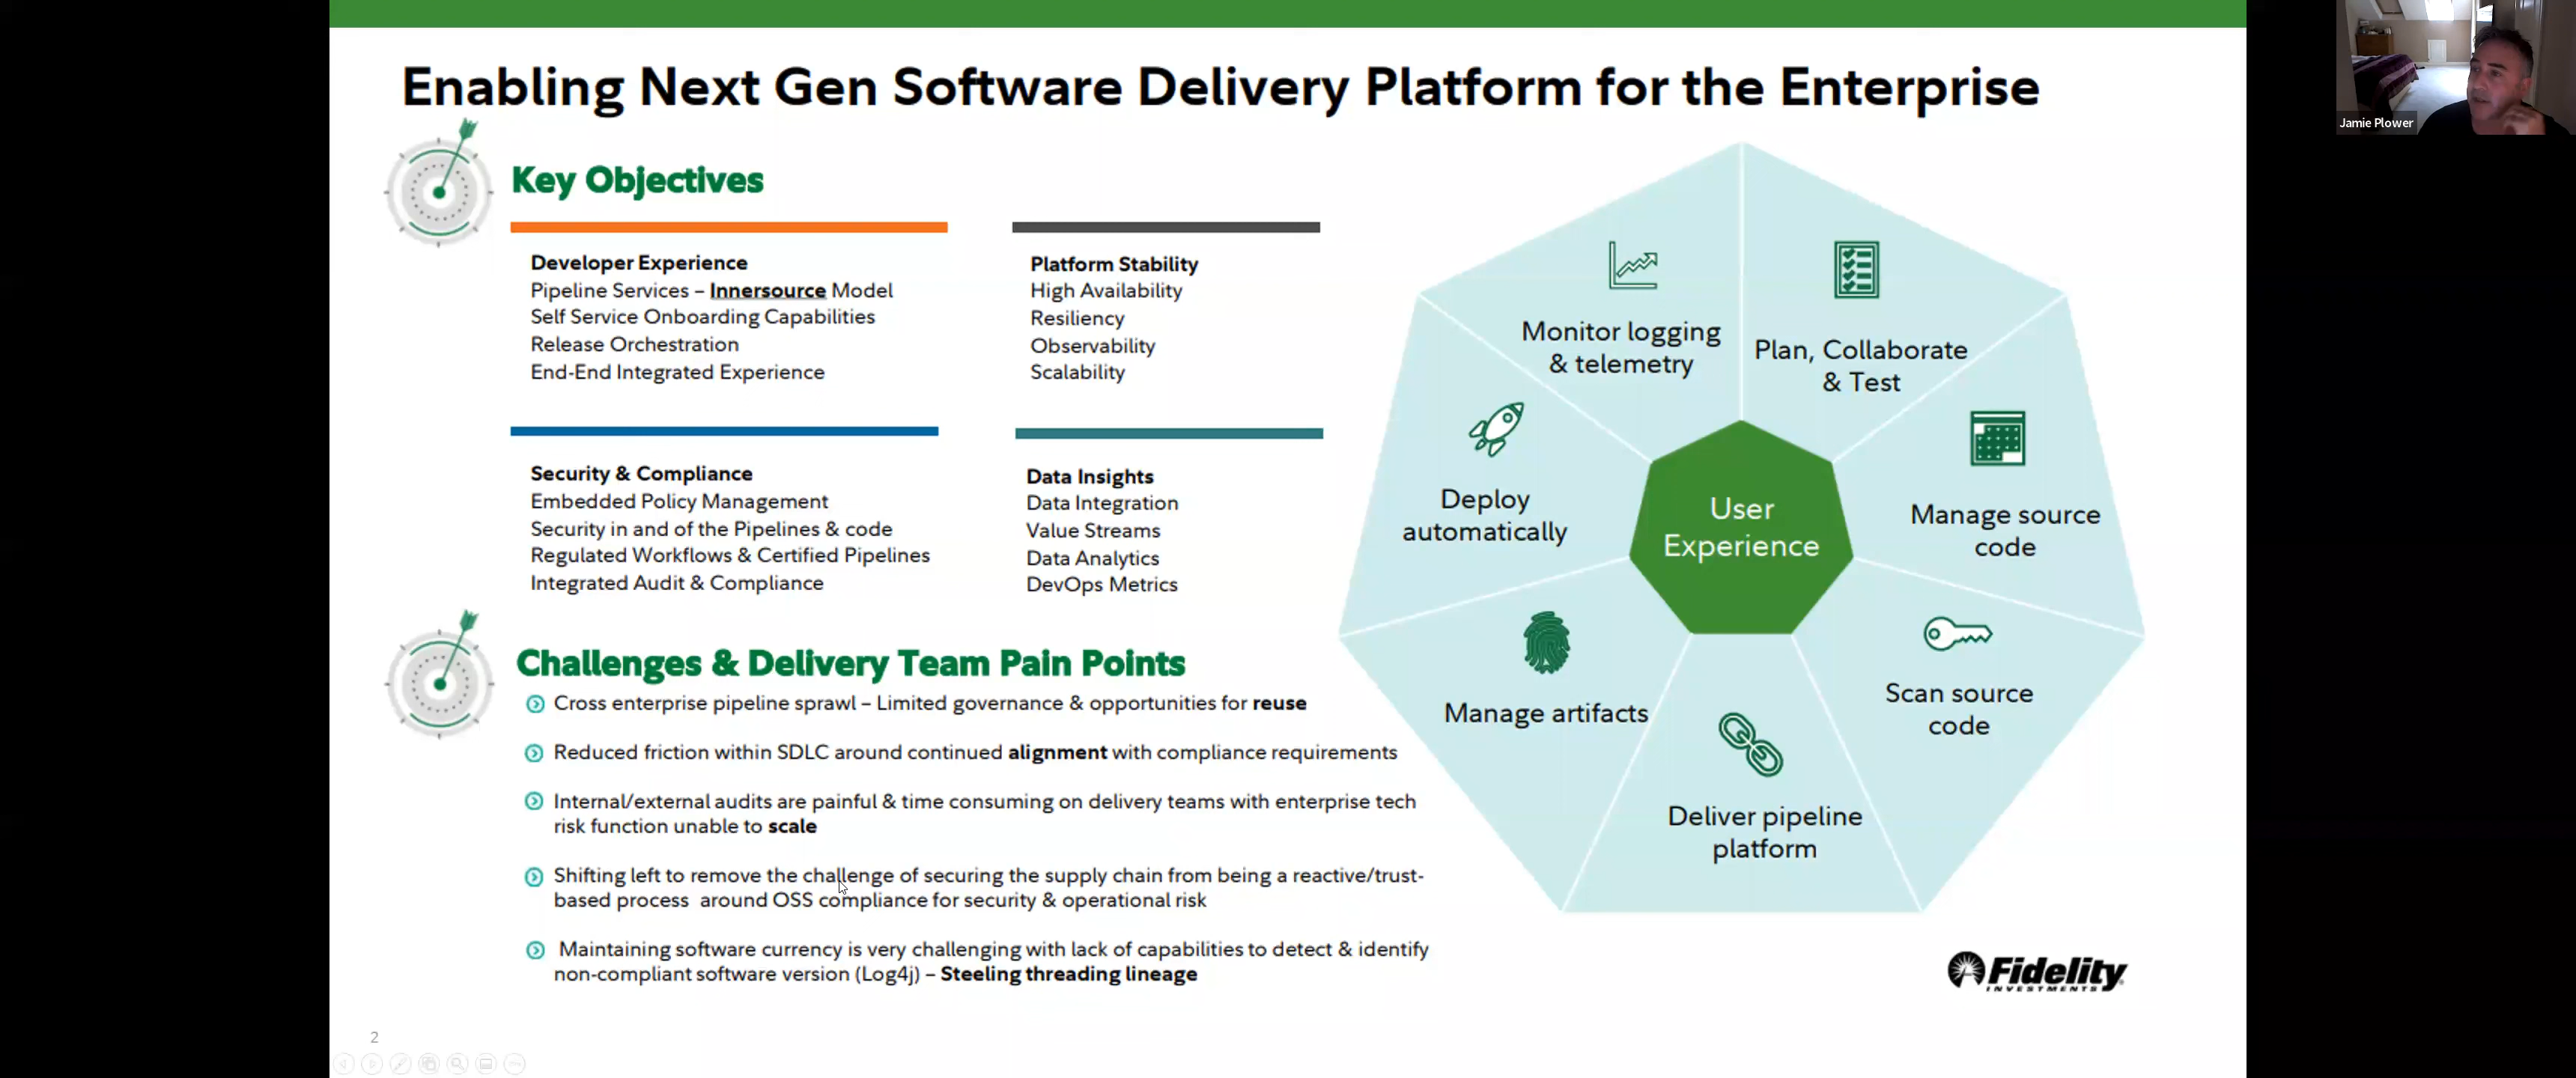 Enabling Next Gen Software Delivery Platform for the Enterprise
Jamie Plower
Key Objectives
Developer Experience
Pipeline Services – Innersource Model
Self Service Onboarding Capabilities
Release Orchestration
End-End Integrated Experience
Platform Stability
High Availability
Resiliency
Observability
Scalability
Security & Compliance
Embedded Policy Management
Security in and of the Pipelines & code
Regulated Workflows & Certified Pipelines
Integrated Audit & Compliance
Data Insights
Data Integration
Value Streams
Data Analytics
DevOps Metrics
Challenges & Delivery Team Pain Points
Cross enterprise pipeline sprawl – Limited governance & opportunities for reuse
Reduced friction within SDLC around continued alignment with compliance requirements
Internal/external audits are painful & time consuming on delivery teams with enterprise tech
risk function unable to scale
Shifting left to remove the challenge of securing the supply chain from being a reactive/trust-
based process around OSS compliance for security & operational risk
Maintaining software currency is very challenging with lack of capabilities to detect & identify
non-compliant software version (Log4j) – Steeling threading lineage
Monitor logging
& telemetry
Plan, Collaborate
& Test
Deploy
automatically
Manage source
code
User
Experience
Manage artifacts
Scan source
code
Deliver pipeline
platform
Fidelity
INVESTMENTS
2